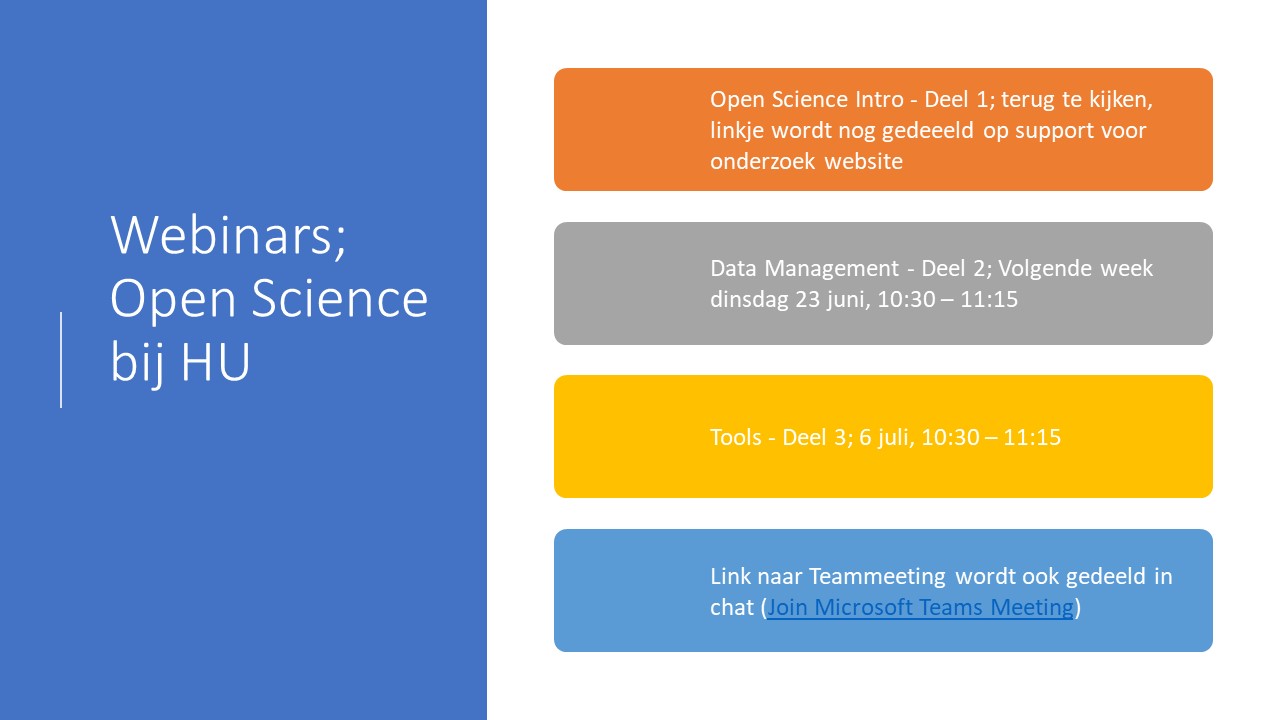 Webinars;
Open Science
bij HU
Open Science Intro - Deel 1; terug te kijken,
linkje wordt nog gedeeeld op support voor
onderzoek website
Data Management - Deel 2; Volgende week
dinsdag 23 juni, 10:30 – 11:15
Tools - Deel 3; 6 juli, 10:30 – 11:15
Link naar Teammeeting wordt ook gedeeld in
chat (Join Microsoft Teams Meeting)